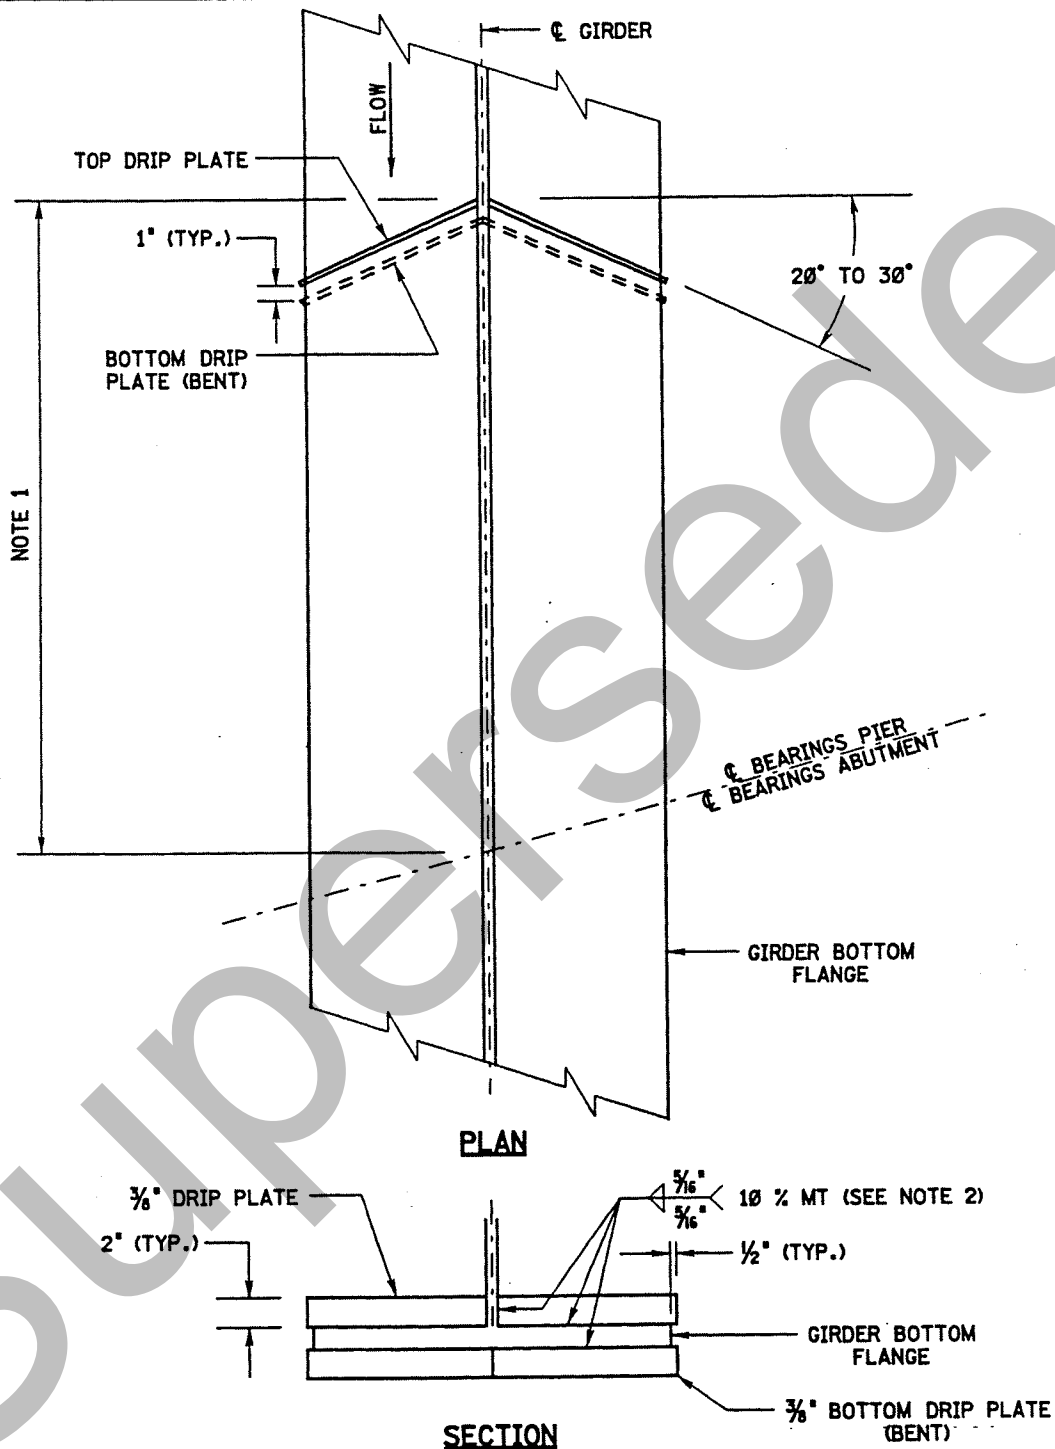 ℄ GIRDER
FLOW
TOP DRIP PLATE
1" (TYP.)
20° TO 30°
BOTTOM DRIP
PLATE (BENT)
NOTE 1
℄ BEARINGS PIER
℄ BEARINGS ABUTMENT
GIRDER BOTTOM
FLANGE
PLAN
3/8" DRIP PLATE
5/16"
5/16"
10 % MT (SEE NOTE 2)
2" (TYP.)
1/2" (TYP.)
GIRDER BOTTOM
FLANGE
3/8" BOTTOM DRIP PLATE
(BENT)
SECTION
Supersede